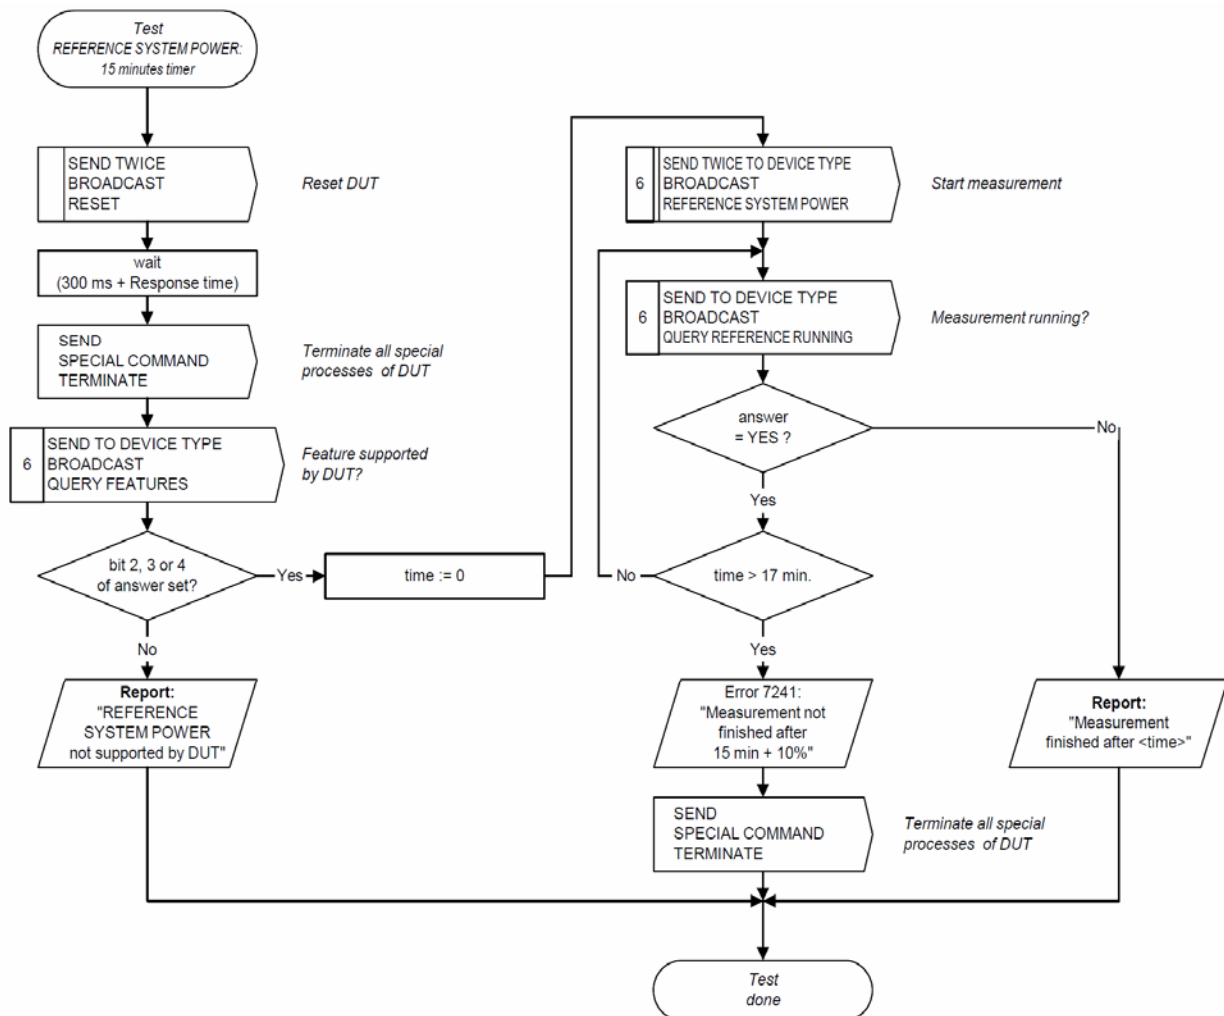 Test
REFERENCE SYSTEM POWER:
15 minutes timer
SEND TWICE
BROADCAST
RESET
Reset DUT
wait
(300 ms + Response time)
SEND
SPECIAL COMMAND
TERMINATE
Terminate all special
processes of DUT
6
SEND TO DEVICE TYPE
BROADCAST
QUERY FEATURES
Feature supported
by DUT?
bit 2, 3 or 4
of answer set?
Yes
time := 0
No
Report:
"REFERENCE
SYSTEM POWER
not supported by DUT"
6
SEND TWICE TO DEVICE TYPE
BROADCAST
REFERENCE SYSTEM POWER
Start measurement
6
SEND TO DEVICE TYPE
BROADCAST
QUERY REFERENCE RUNNING
Measurement running?
answer
= YES ?
No
Yes
time > 17 min.
No
Yes
Error 7241:
"Measurement not
finished after
15 min + 10%"
Report:
"Measurement
finished after <time>"
SEND
SPECIAL COMMAND
TERMINATE
Terminate all special
processes of DUT
Test
done